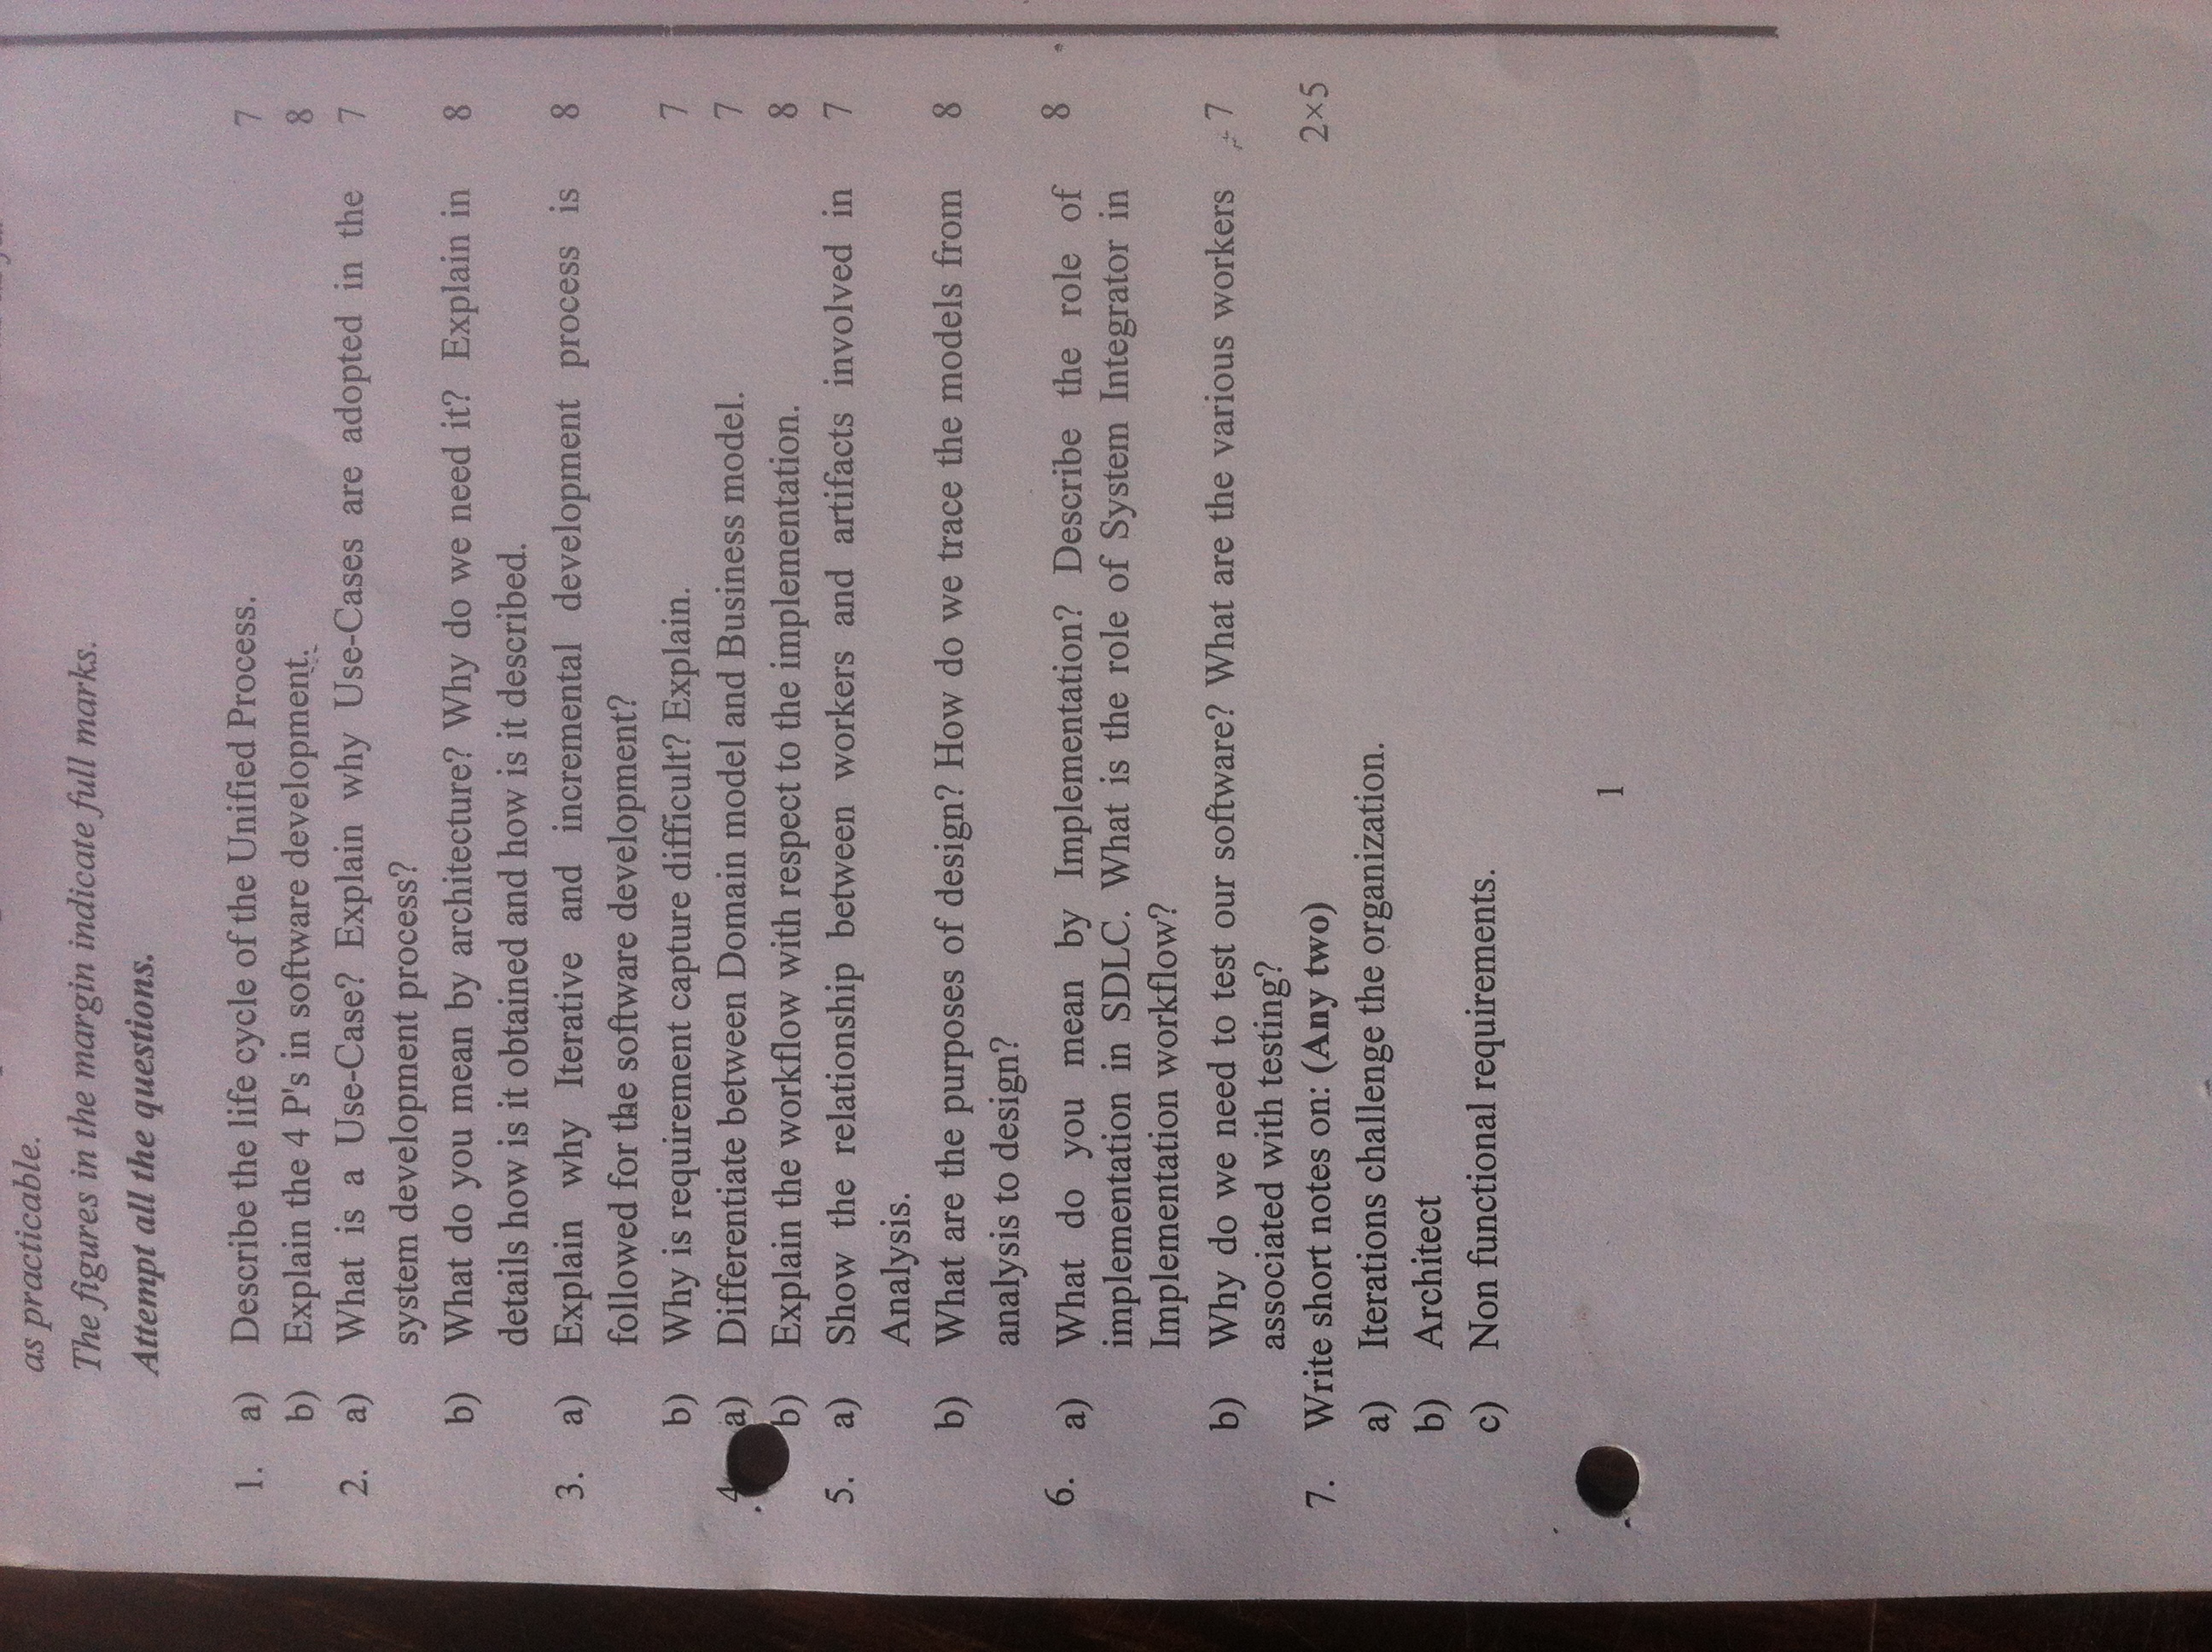 as practicable.
The figures in the margin indicate full marks.
Attempt all the questions.
1. a) Describe the life cycle of the Unified Process. 7
b) Explain the 4 P's in software development. 8
2. a) What is a Use-Case? Explain why Use-Cases are adopted in the 7
system development process?
b) What do you mean by architecture? Why do we need it? Explain in 8
details how is it obtained and how is it described.
3. a) Explain why Iterative and incremental development process is 8
followed for the software development?
b) Why is requirement capture difficult? Explain. 7
4 a) Differentiate between Domain model and Business model. 7
b) Explain the workflow with respect to the implementation. 8
5. a) Show the relationship between workers and artifacts involved in 7
Analysis.
b) What are the purposes of design? How do we trace the models from 8
analysis to design?
6. a) What do you mean by Implementation? Describe the role of 8
implementation in SDLC. What is the role of System Integrator in
Implementation workflow?
b) Why do we need to test our software? What are the various workers 7
associated with testing?
7. Write short notes on: (Any two) 2×5
a) Iterations challenge the organization.
b) Architect
c) Non functional requirements.
1